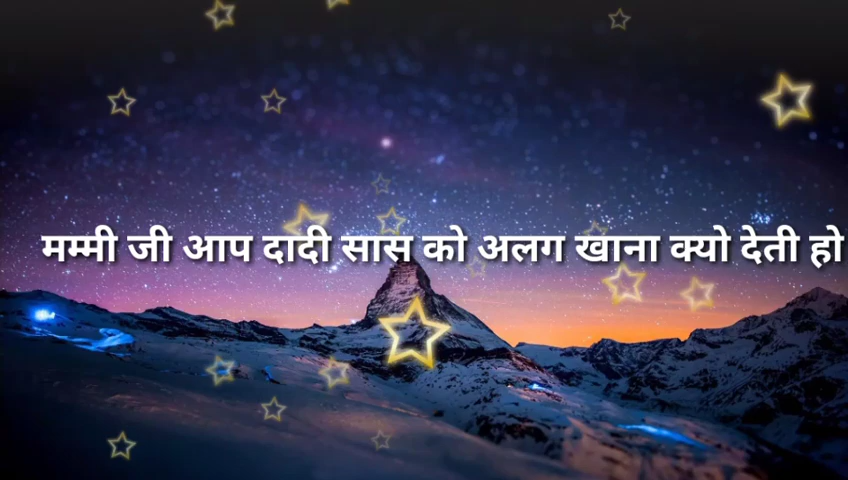 मम्मी जी आप दादी सास को अलग खाना क्यो देती हो